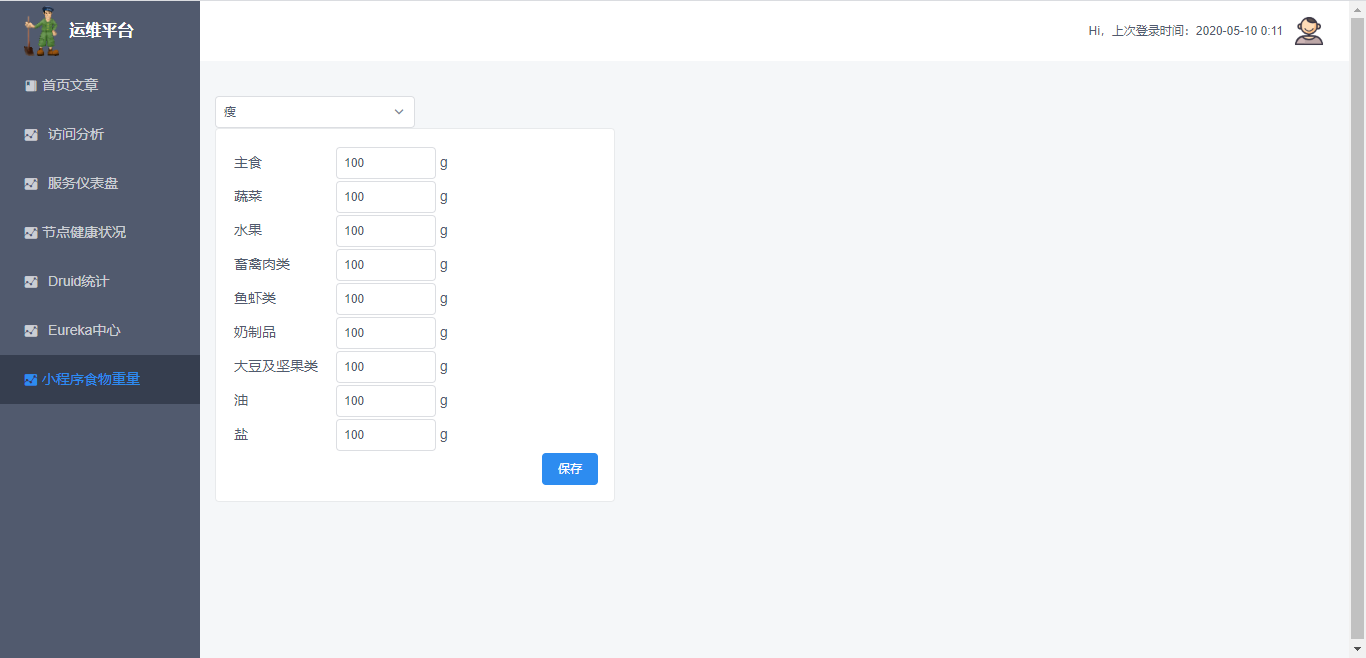 运维平台
Hi，上次登录时间：2020-05-10 0:11
首页文章
访问分析
服务仪表盘
节点健康状况
Druid统计
Eureka中心
小程序食物重量
瘦
主食 100 g
蔬菜 100 g
水果 100 g
畜禽肉类 100 g
鱼虾类 100 g
奶制品 100 g
大豆及坚果类 100 g
油 100 g
盐 100 g
保存